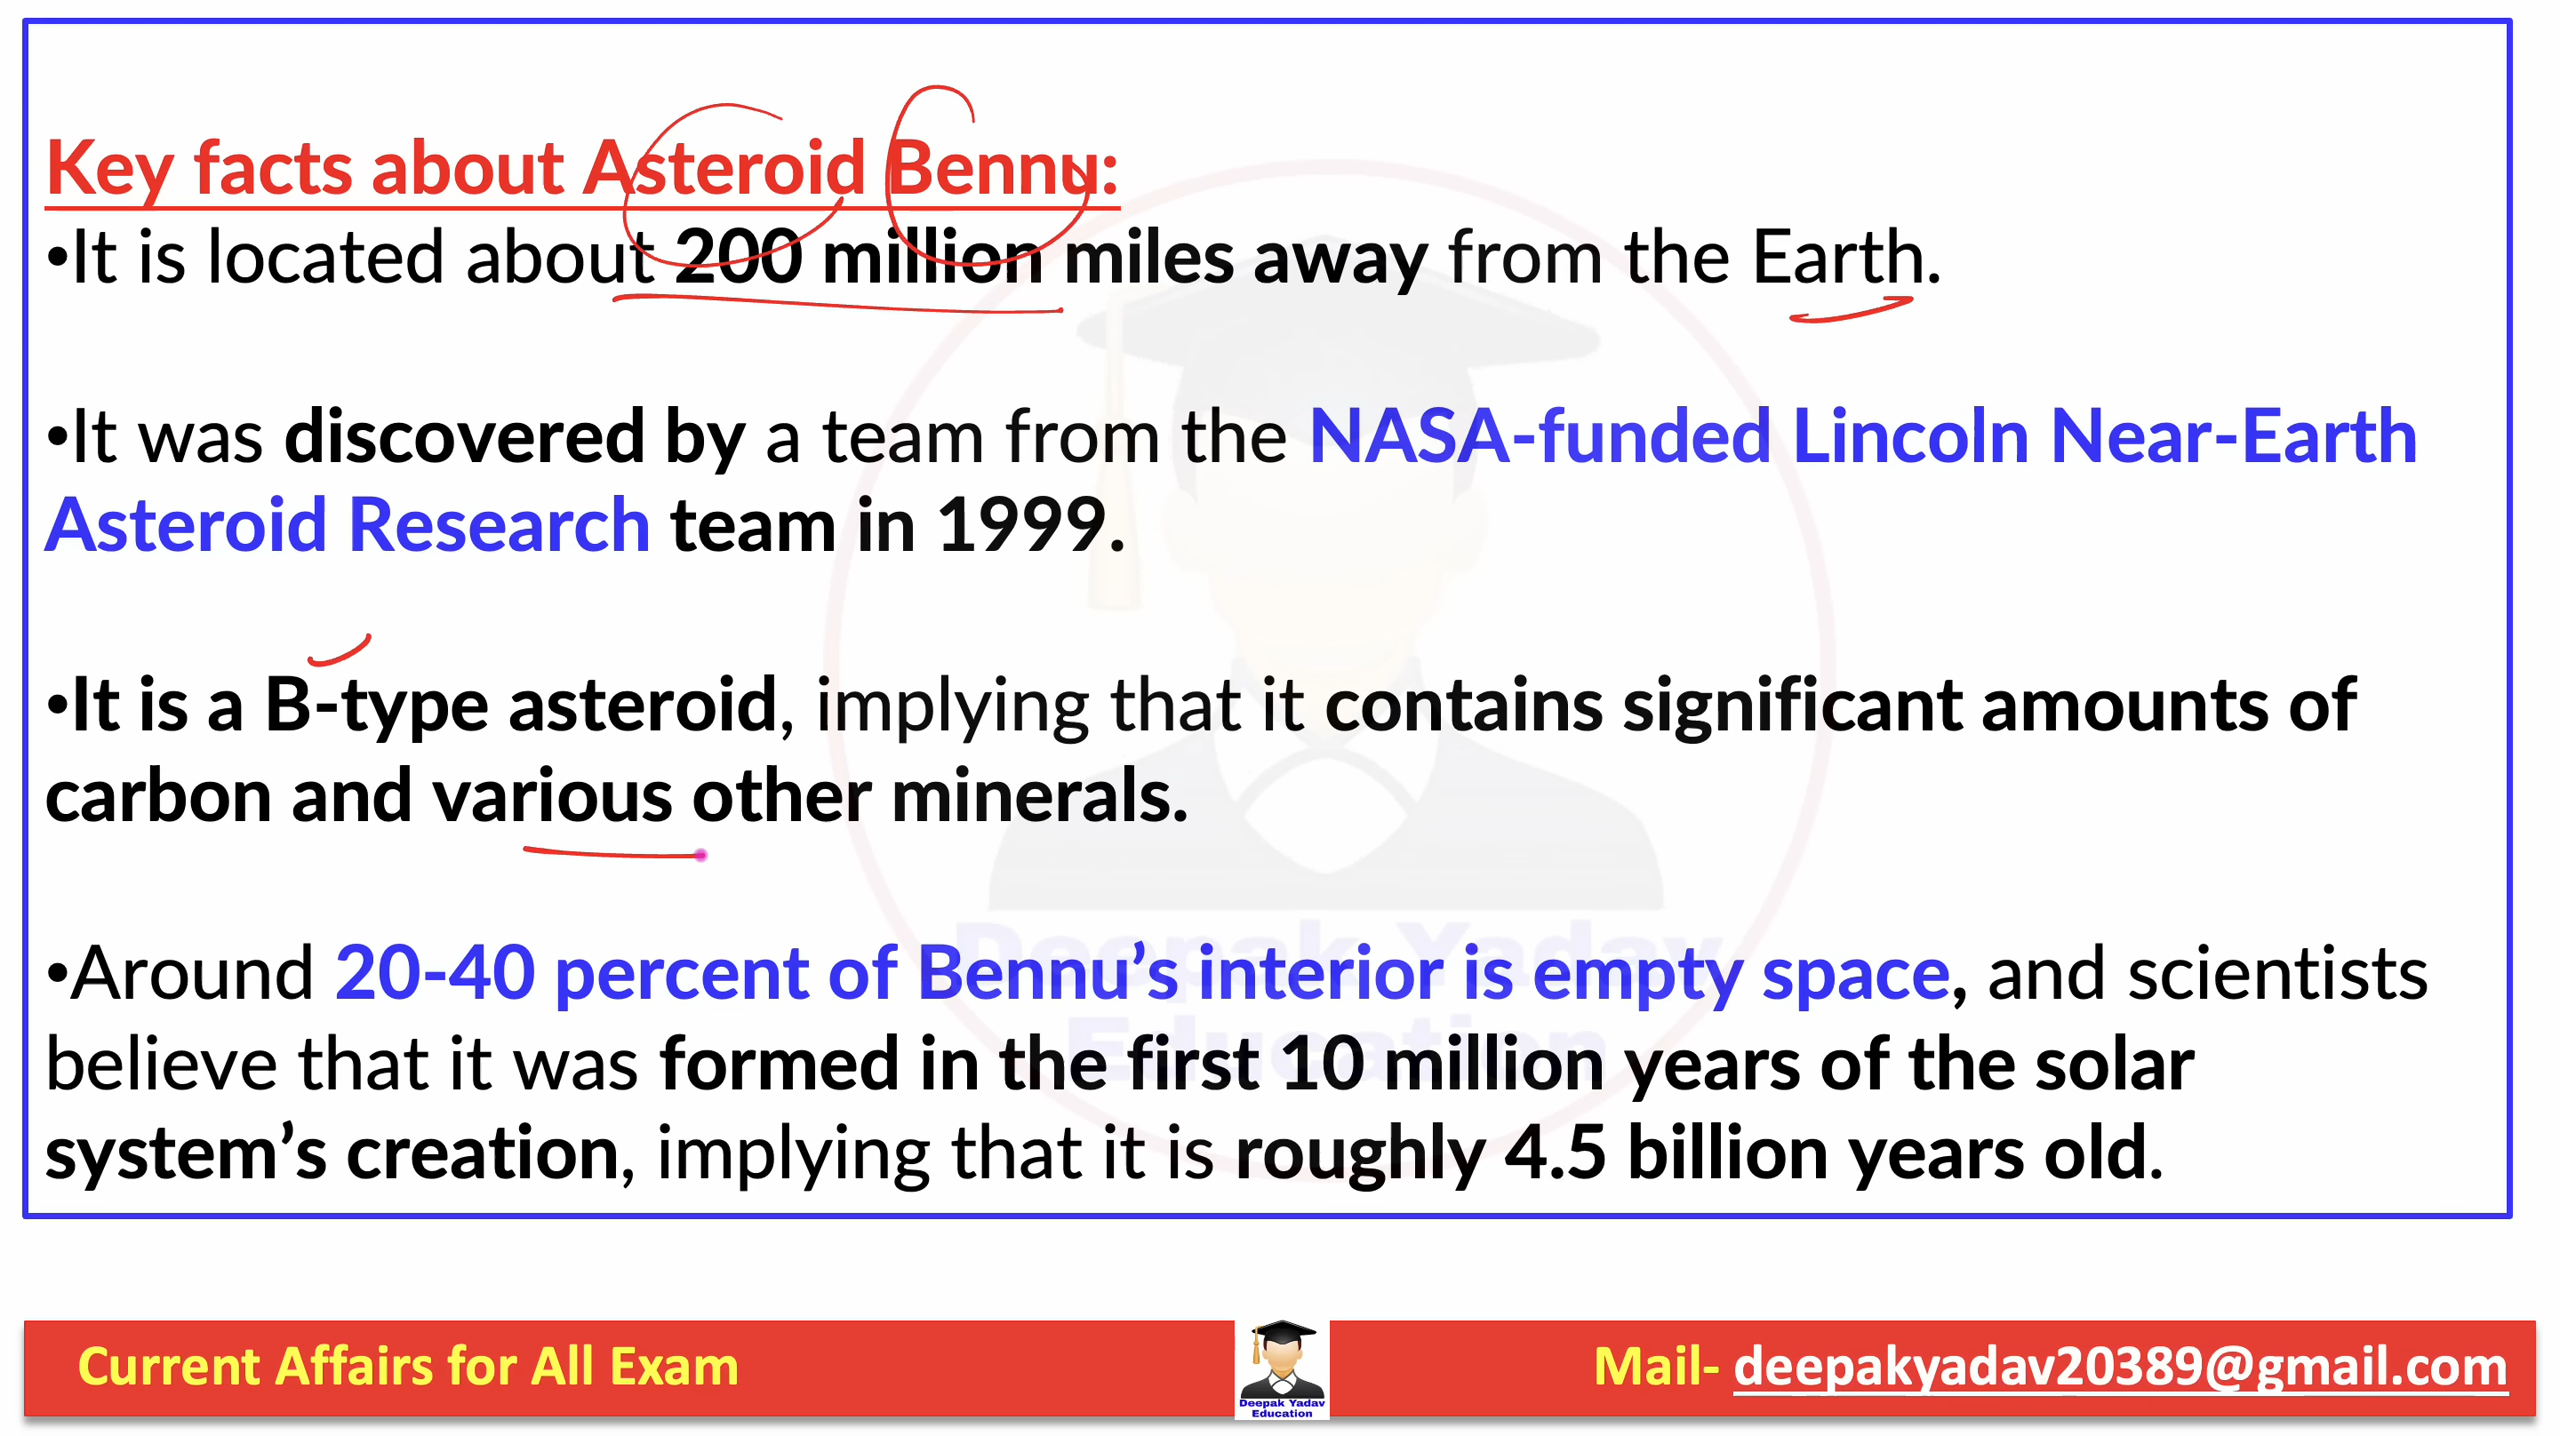 Key facts about Asteroid Bennu:
•It is located about 200 million miles away from the Earth.
•It was discovered by a team from the NASA-funded Lincoln Near-Earth
Asteroid Research team in 1999.
•It is a B-type asteroid, implying that it contains significant amounts of
carbon and various other minerals.
•Around 20-40 percent of Bennu’s interior is empty space, and scientists
believe that it was formed in the first 10 million years of the solar
system’s creation, implying that it is roughly 4.5 billion years old.
Deepak Yadav
Education
Current Affairs for All Exam
Deepak Yadav
Education
Mail- deepakyadav20389@gmail.com